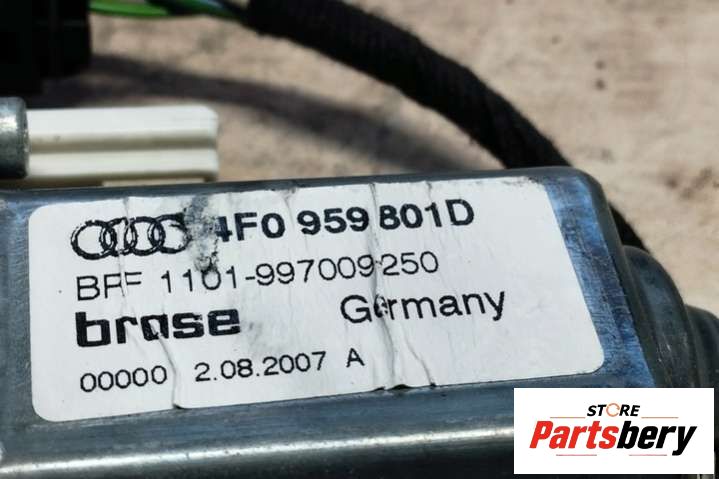 4F0 959 801D
BRF 1101-997009-250
brose Germany
00000 2.08.2007 A
STORE
Partsbery